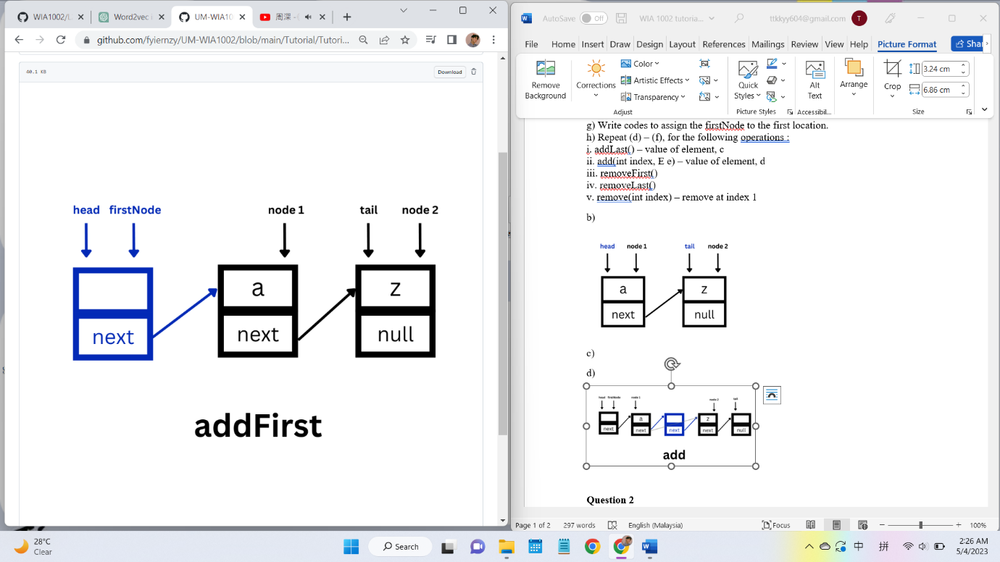 WIA1002/L
Word2vec i
UM-WIA10
周深 -
github.com/fyiernzy/UM-WIA1002/blob/main/Tutorial/Tutori...
40.1 KB
Download
head firstNode node 1 tail node 2
a z
next next null
addFirst
AutoSave Off WIA 1002 tutoria... ttkkyy604@gmail.com T
File Home Insert Draw Design Layout References Mailings Review View Help Picture Format Shar
Remove Background
Corrections
Color
Artistic Effects
Transparency
Adjust
Quick Styles
Picture Styles
Alt Text
Accessibil...
Arrange
Crop
3.24 cm
6.86 cm
Size
g) Write codes to assign the firstNode to the first location.
h) Repeat (d) – (f), for the following operations :
i. addLast() – value of element, c
ii. add(int index, E e) – value of element, d
iii. removeFirst()
iv. removeLast()
v. remove(int index) – remove at index 1
b)
head node 1 tail node 2
a z
next null
c)
d)
head firstNode node 1 node 2 tail
a z
next next next next null
add
Question 2
Page 1 of 2 297 words English (Malaysia) Focus 100%
28°C
Clear
Search
中 拼
2:26 AM
5/4/2023